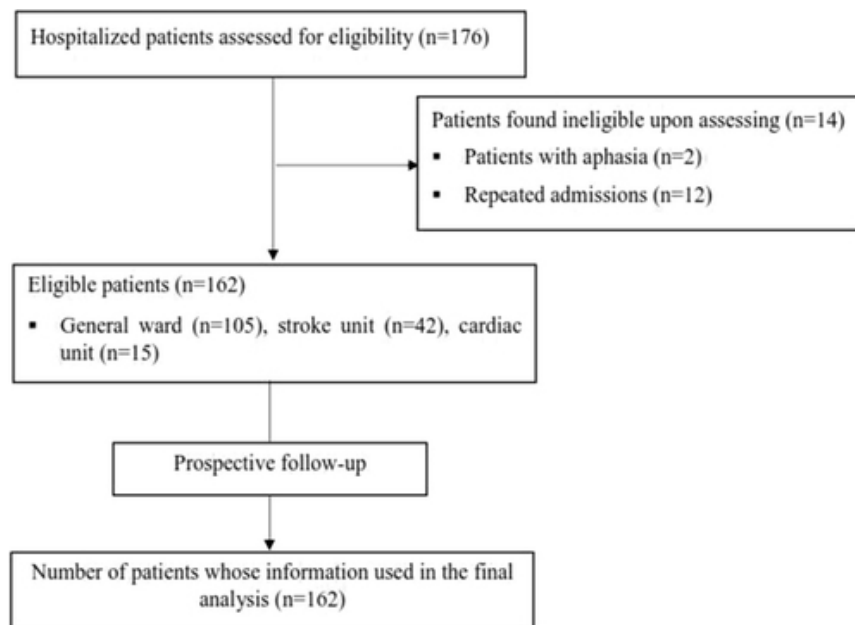 Hospitalized patients assessed for eligibility (n=176)
Patients found ineligible upon assessing (n=14)
▪ Patients with aphasia (n=2)
▪ Repeated admissions (n=12)
Eligible patients (n=162)
▪ General ward (n=105), stroke unit (n=42), cardiac
unit (n=15)
Prospective follow-up
Number of patients whose information used in the final
analysis (n=162)